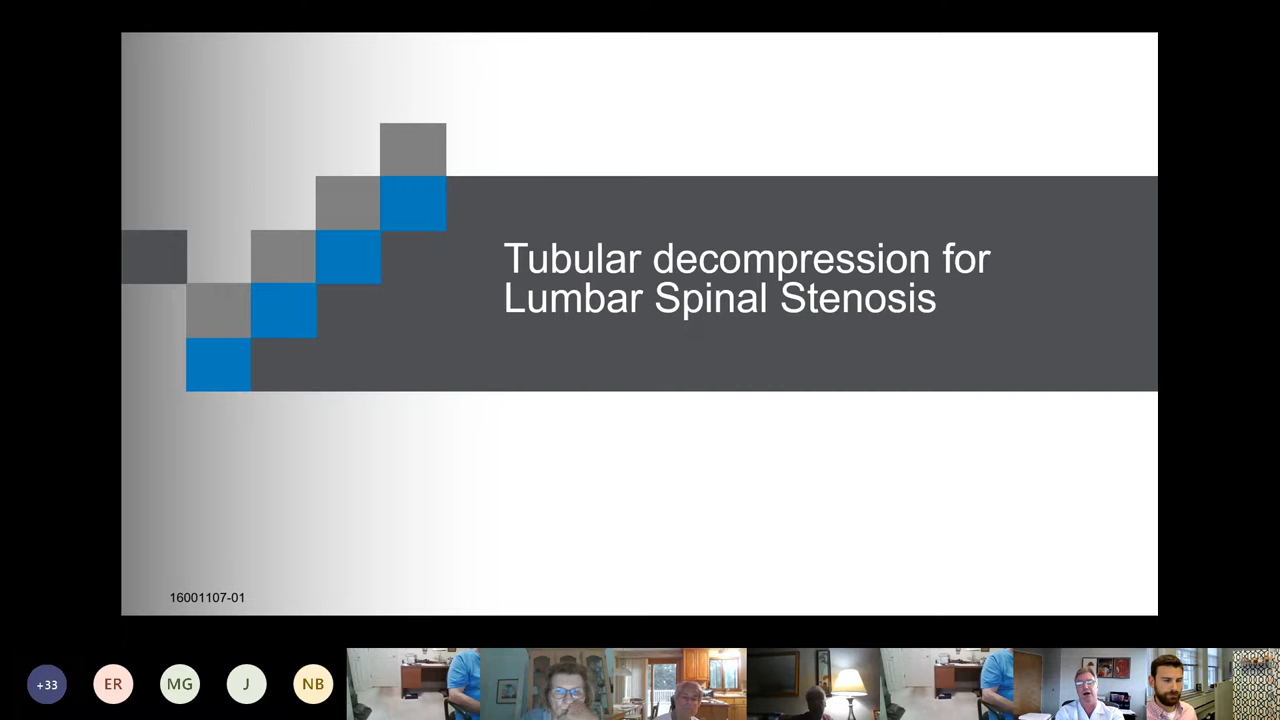 Tubular decompression for
Lumbar Spinal Stenosis
16001107-01
+33
ER
MG
J
NB